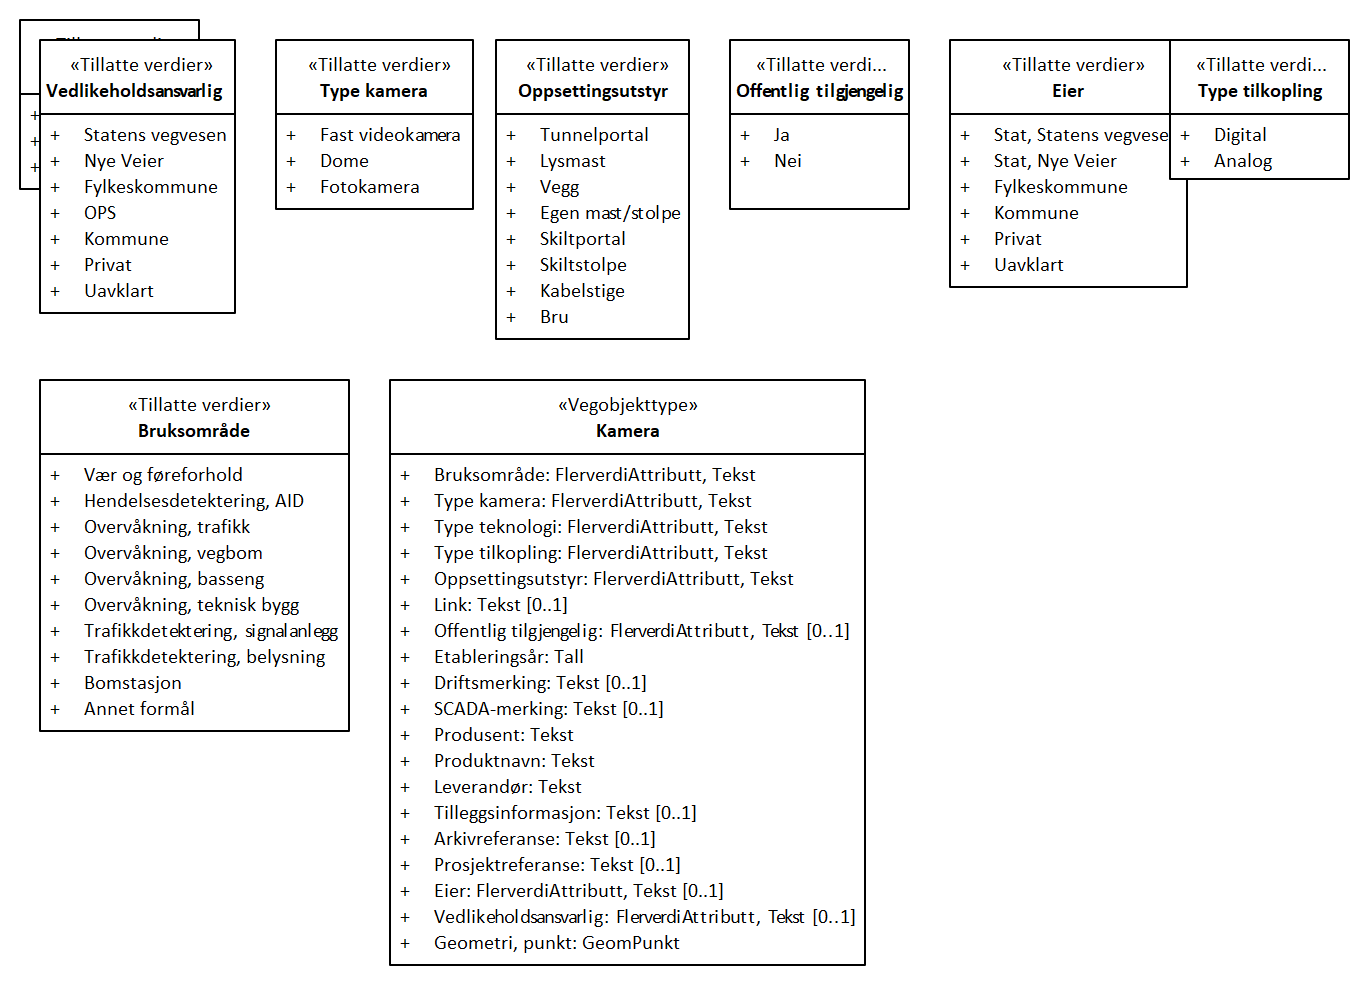 «Tillatte verdier»
Vedlikeholdsansvarlig
+ Statens vegvesen
+ Nye Veier
+ Fylkeskommune
+ OPS
+ Kommune
+ Privat
+ Uavklart
+
+
+
«Tillatte verdier»
Type kamera
+ Fast videokamera
+ Dome
+ Fotokamera
«Tillatte verdier»
Oppsettingsutstyr
+ Tunnelportal
+ Lysmast
+ Vegg
+ Egen mast/stolpe
+ Skiltportal
+ Skiltstolpe
+ Kabelstige
+ Bru
«Tillatte verdi...
Offentlig tilgjengelig
+ Ja
+ Nei
«Tillatte verdier»
Eier
+ Stat, Statens vegvese
+ Stat, Nye Veier
+ Fylkeskommune
+ Kommune
+ Privat
+ Uavklart
«Tillatte verdi...
Type tilkopling
+ Digital
+ Analog
«Tillatte verdier»
Bruksområde
+ Vær og føreforhold
+ Hendelsesdetektering, AID
+ Overvåkning, trafikk
+ Overvåkning, vegbom
+ Overvåkning, basseng
+ Overvåkning, teknisk bygg
+ Trafikkdetektering, signalanlegg
+ Trafikkdetektering, belysning
+ Bomstasjon
+ Annet formål
«Vegobjekttype»
Kamera
+ Bruksområde: FlerverdiAttributt, Tekst
+ Type kamera: FlerverdiAttributt, Tekst
+ Type teknologi: FlerverdiAttributt, Tekst
+ Type tilkopling: FlerverdiAttributt, Tekst
+ Oppsettingsutstyr: FlerverdiAttributt, Tekst
+ Link: Tekst [0..1]
+ Offentlig tilgjengelig: FlerverdiAttributt, Tekst [0..1]
+ Etableringsår: Tall
+ Driftsmerking: Tekst [0..1]
+ SCADA-merking: Tekst [0..1]
+ Produsent: Tekst
+ Produktnavn: Tekst
+ Leverandør: Tekst
+ Tilleggsinformasjon: Tekst [0..1]
+ Arkivreferanse: Tekst [0..1]
+ Prosjektreferanse: Tekst [0..1]
+ Eier: FlerverdiAttributt, Tekst [0..1]
+ Vedlikeholdsansvarlig: FlerverdiAttributt, Tekst [0..1]
+ Geometri, punkt: GeomPunkt